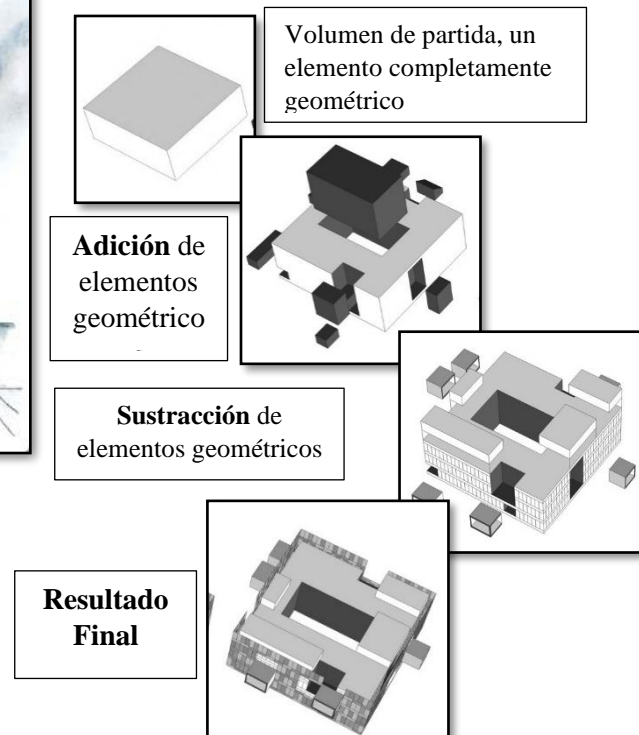 Volumen de partida, un
elemento completamente
geométrico
Adición de
elementos
geométrico
Sustracción de
elementos geométricos
Resultado
Final